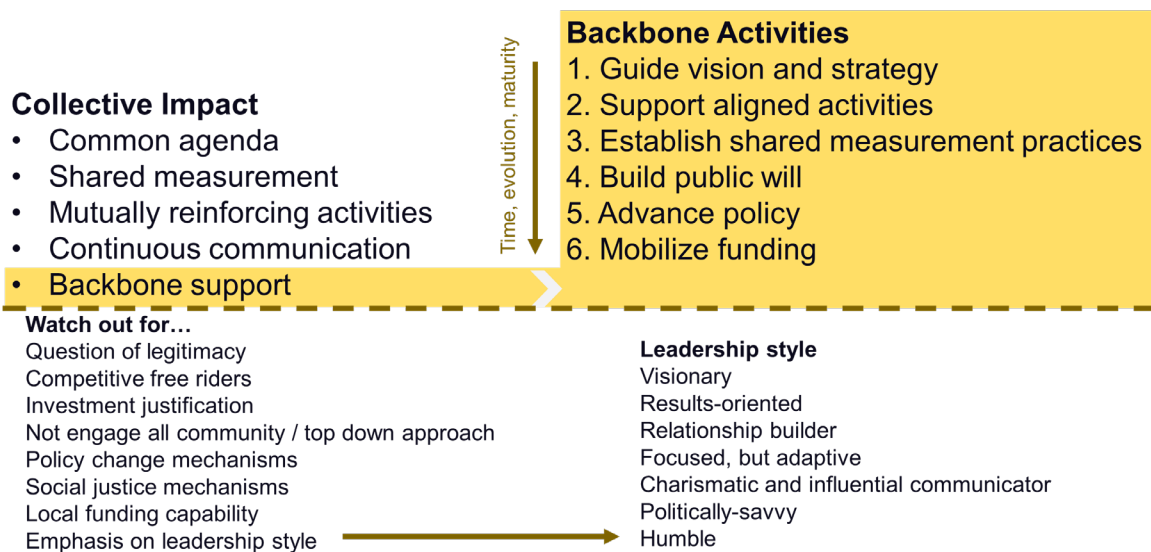 Collective Impact
• Common agenda
• Shared measurement
• Mutually reinforcing activities
• Continuous communication
• Backbone support
Time, evolution, maturity
Backbone Activities
1. Guide vision and strategy
2. Support aligned activities
3. Establish shared measurement practices
4. Build public will
5. Advance policy
6. Mobilize funding
Watch out for…
Question of legitimacy
Competitive free riders
Investment justification
Not engage all community / top down approach
Policy change mechanisms
Social justice mechanisms
Local funding capability
Emphasis on leadership style
Leadership style
Visionary
Results-oriented
Relationship builder
Focused, but adaptive
Charismatic and influential communicator
Politically-savvy
Humble